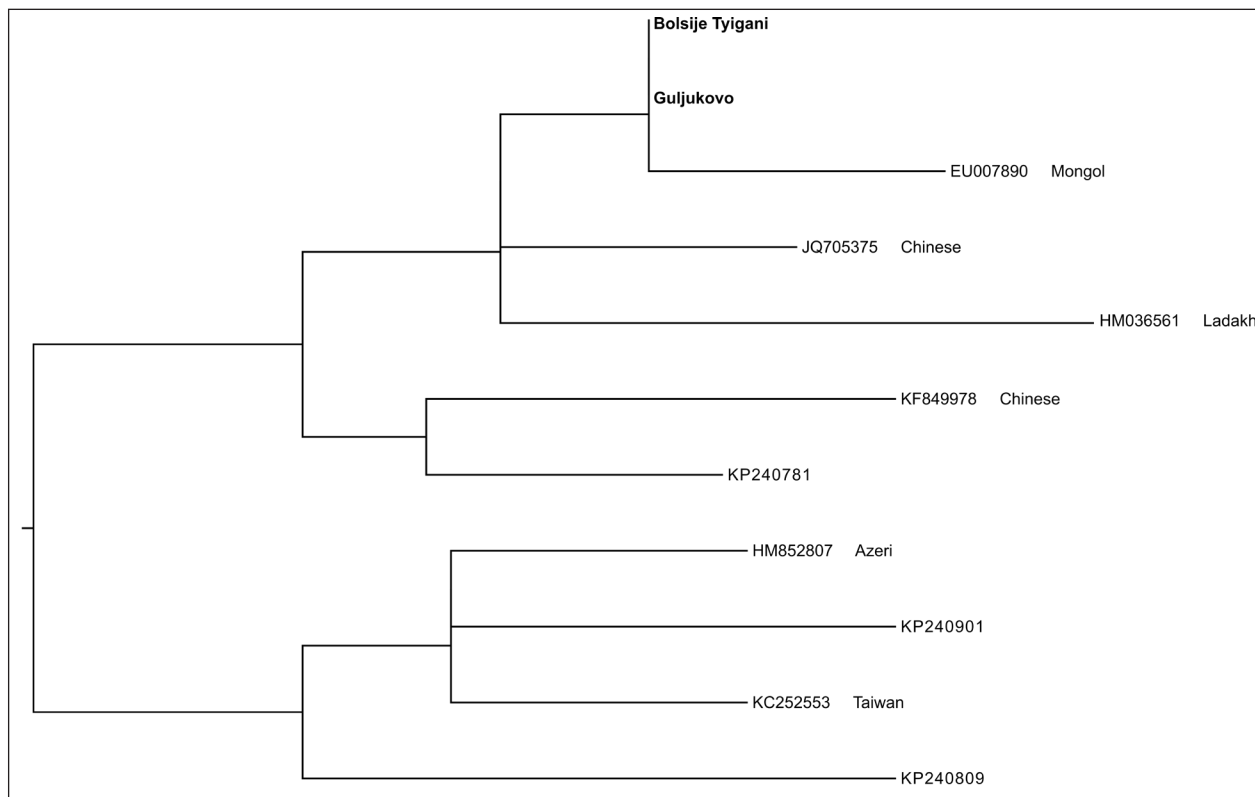 Bolsije Tyigani
Guljukovo
EU007890 Mongol
JQ705375 Chinese
HM036561 Ladakh
KF849978 Chinese
KP240781
HM852807 Azeri
KP240901
KC252553 Taiwan
KP240809